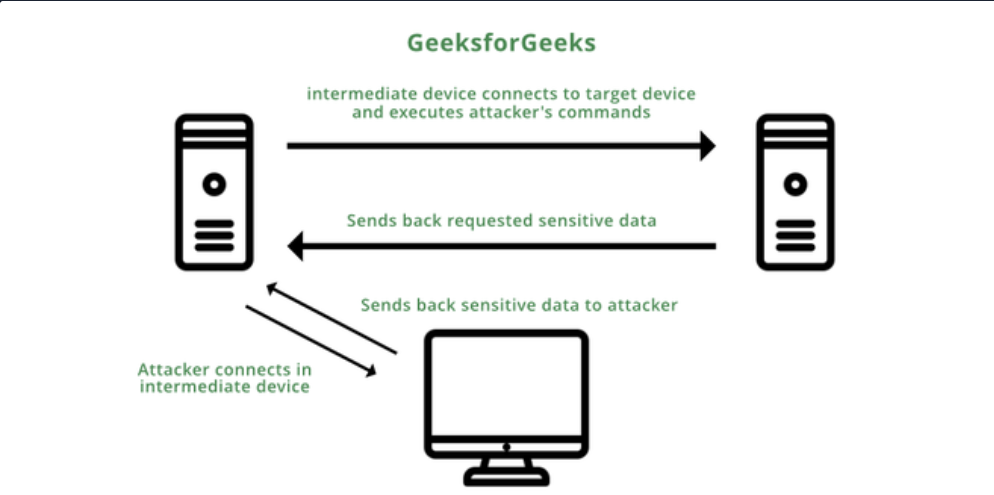 GeeksforGeeks
intermediate device connects to target device
and executes attacker's commands
Sends back requested sensitive data
Sends back sensitive data to attacker
Attacker connects in
intermediate device